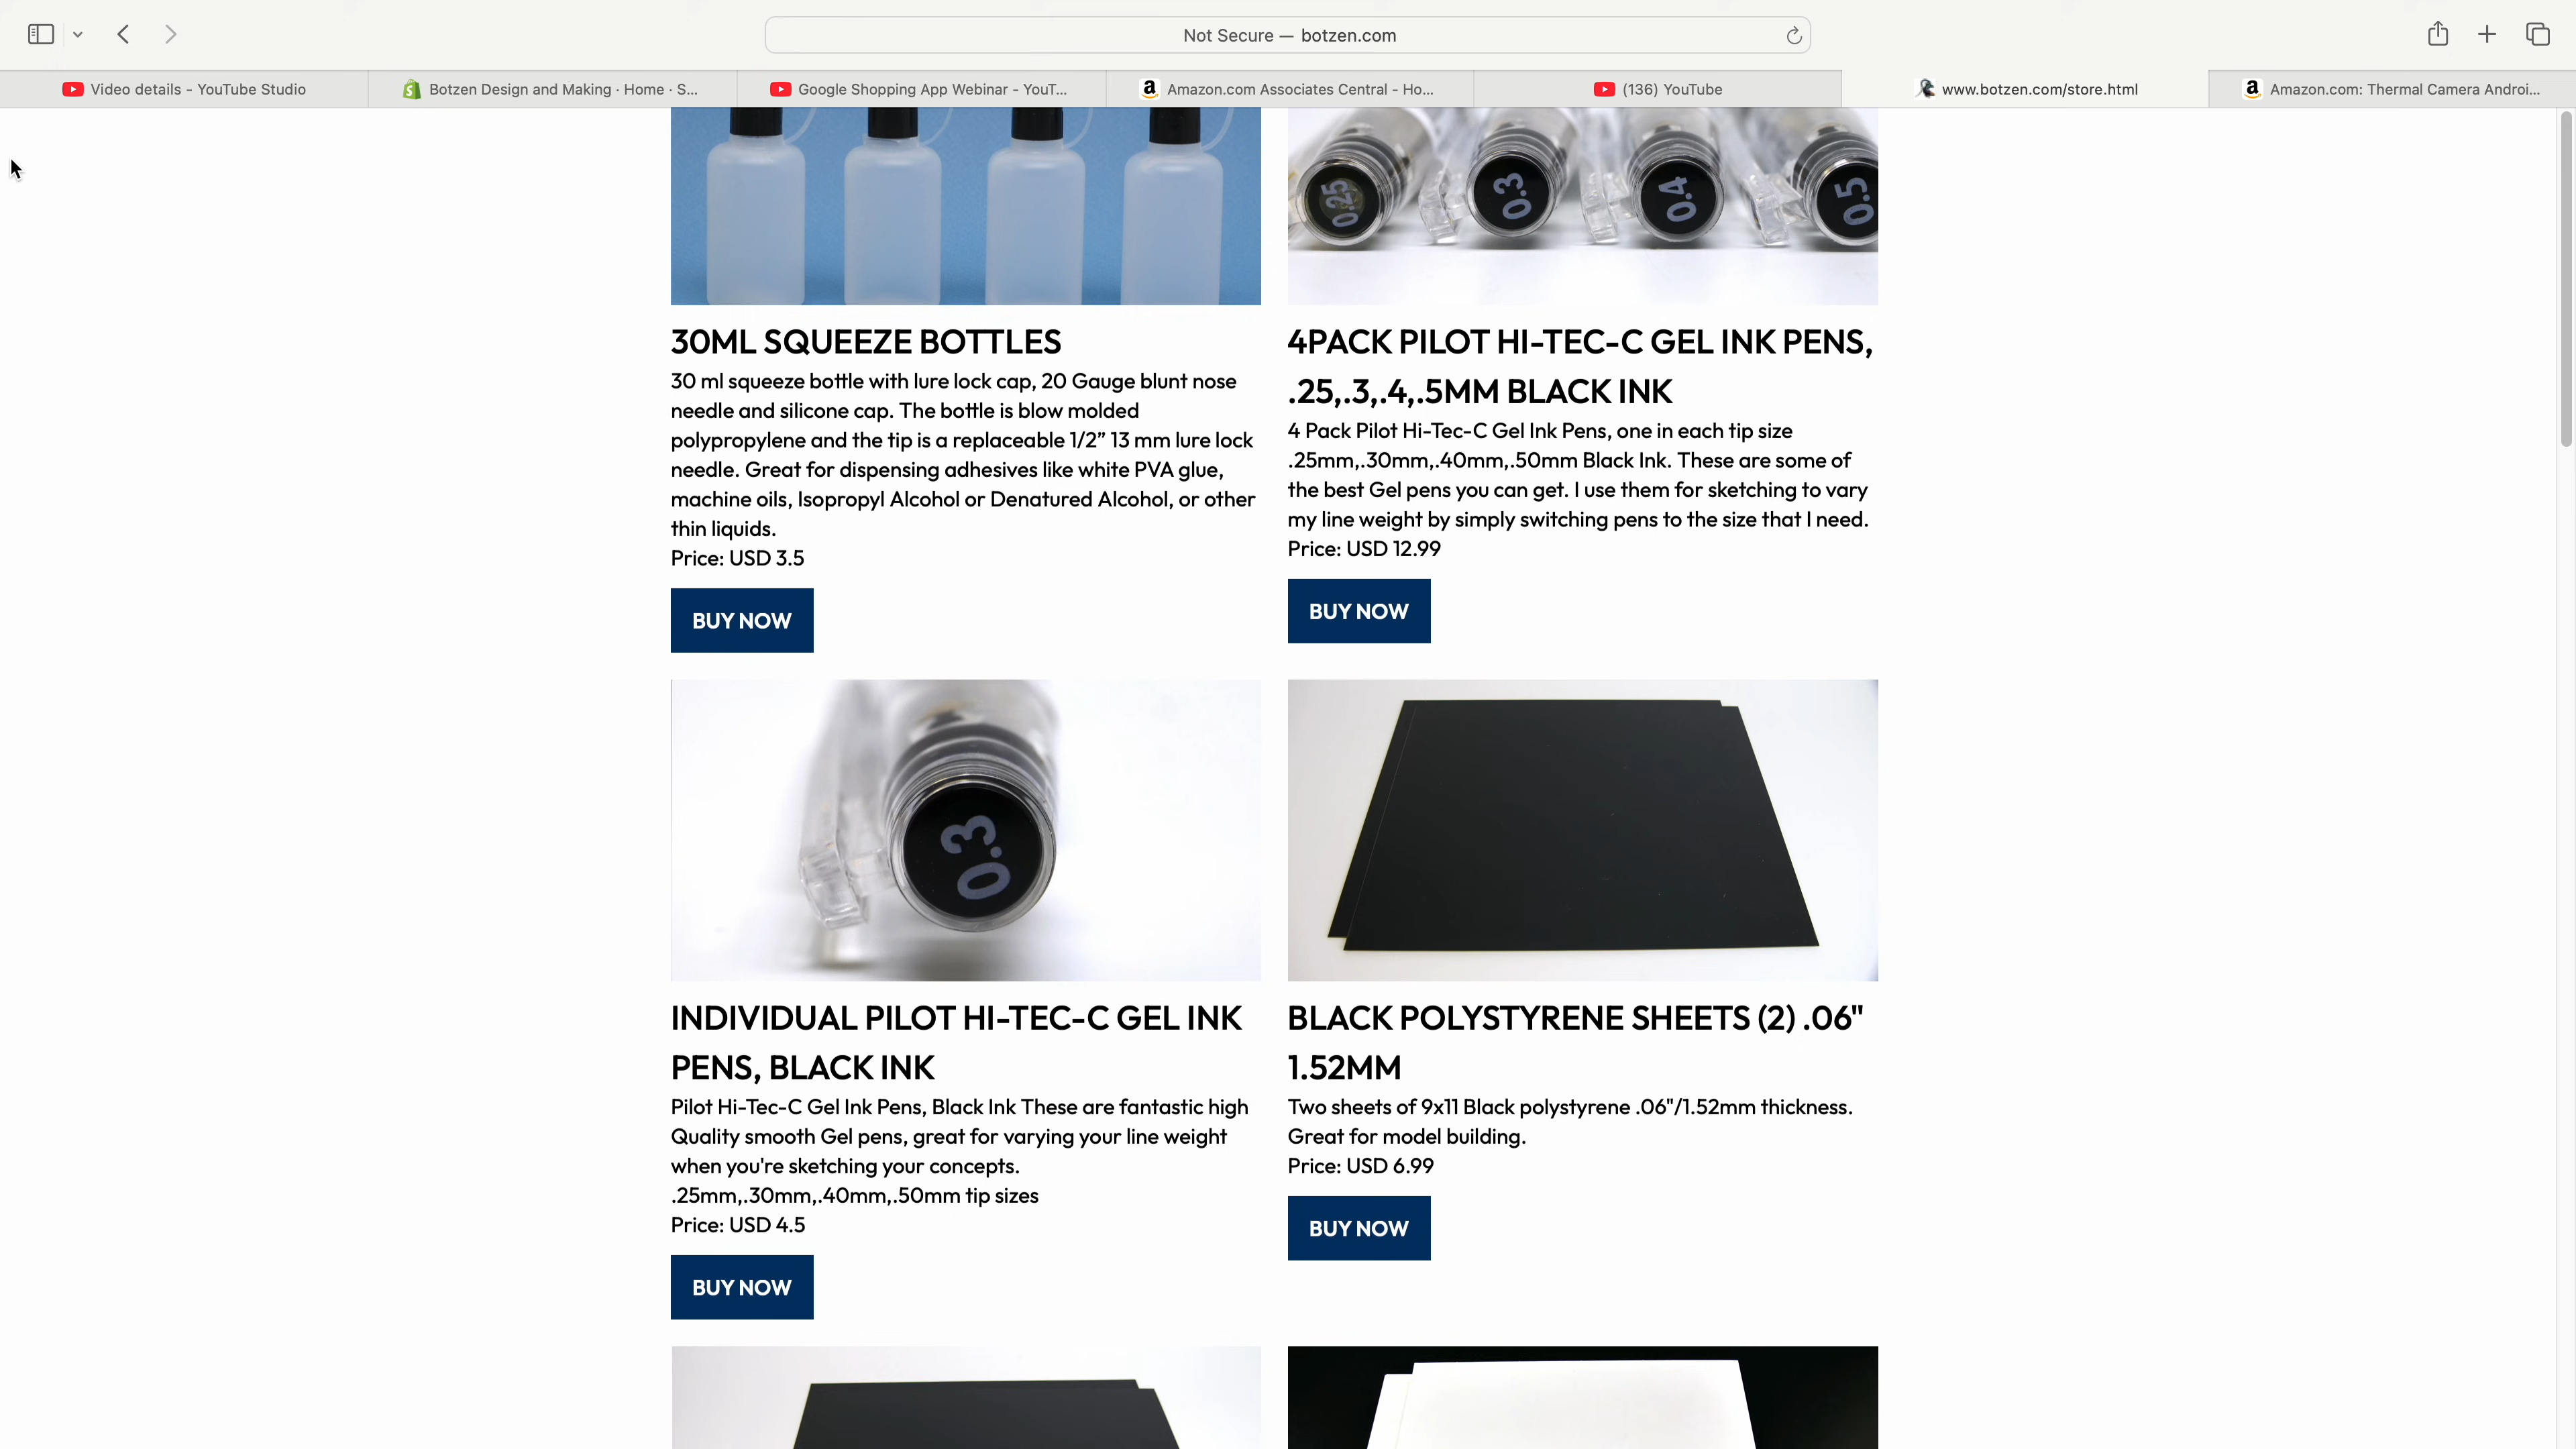 Not Secure — botzen.com
Video details - YouTube Studio
Botzen Design and Making · Home · S...
Google Shopping App Webinar - YouT...
Amazon.com Associates Central - Ho...
(136) YouTube
www.botzen.com/store.html
Amazon.com: Thermal Camera Androi...
0.25
0.3
0.4
0.5
30ML SQUEEZE BOTTLES
30 ml squeeze bottle with lure lock cap, 20 Gauge blunt nose
needle and silicone cap. The bottle is blow molded
polypropylene and the tip is a replaceable 1/2” 13 mm lure lock
needle. Great for dispensing adhesives like white PVA glue,
machine oils, Isopropyl Alcohol or Denatured Alcohol, or other
thin liquids.
Price: USD 3.5
BUY NOW
4PACK PILOT HI-TEC-C GEL INK PENS,
.25,.3,.4,.5MM BLACK INK
4 Pack Pilot Hi-Tec-C Gel Ink Pens, one in each tip size
.25mm,.30mm,.40mm,.50mm Black Ink. These are some of
the best Gel pens you can get. I use them for sketching to vary
my line weight by simply switching pens to the size that I need.
Price: USD 12.99
BUY NOW
0.3
INDIVIDUAL PILOT HI-TEC-C GEL INK
PENS, BLACK INK
Pilot Hi-Tec-C Gel Ink Pens, Black Ink These are fantastic high
Quality smooth Gel pens, great for varying your line weight
when you're sketching your concepts.
.25mm,.30mm,.40mm,.50mm tip sizes
Price: USD 4.5
BUY NOW
BLACK POLYSTYRENE SHEETS (2) .06"
1.52MM
Two sheets of 9x11 Black polystyrene .06"/1.52mm thickness.
Great for model building.
Price: USD 6.99
BUY NOW